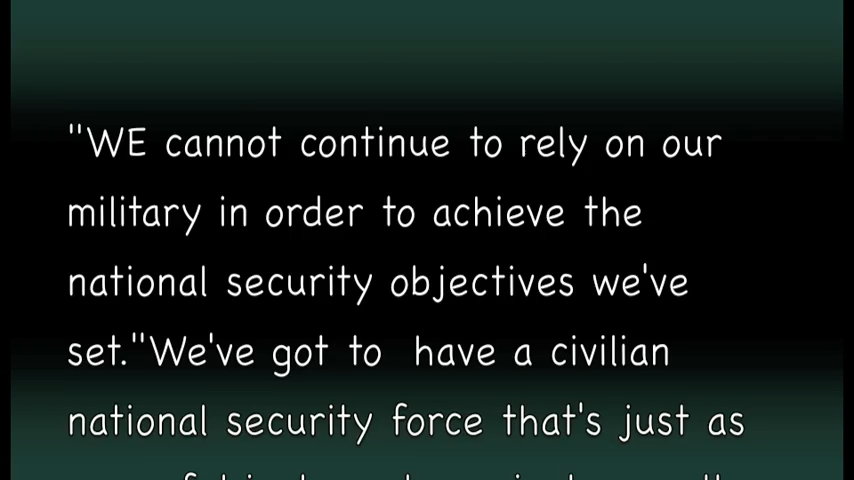 "WE cannot continue to rely on our
military in order to achieve the
national security objectives we've
set."We've got to  have a civilian
national security force that's just as